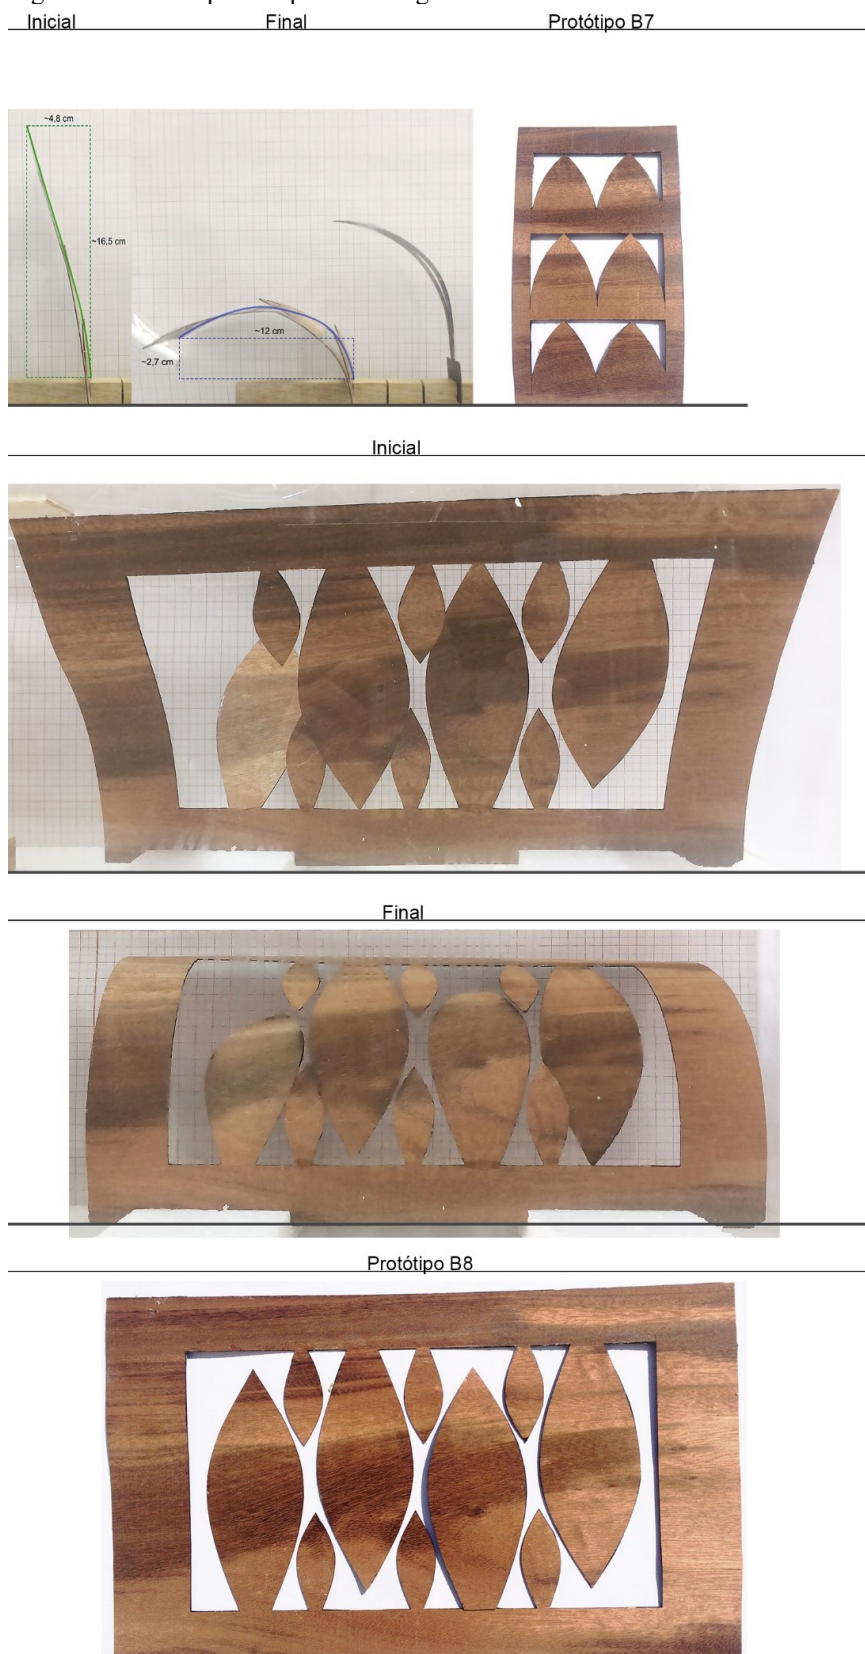 Inicial Final Protótipo B7
~4,8 cm
~16,5 cm
~12 cm
~2,7 cm
Inicial
Final
Protótipo B8